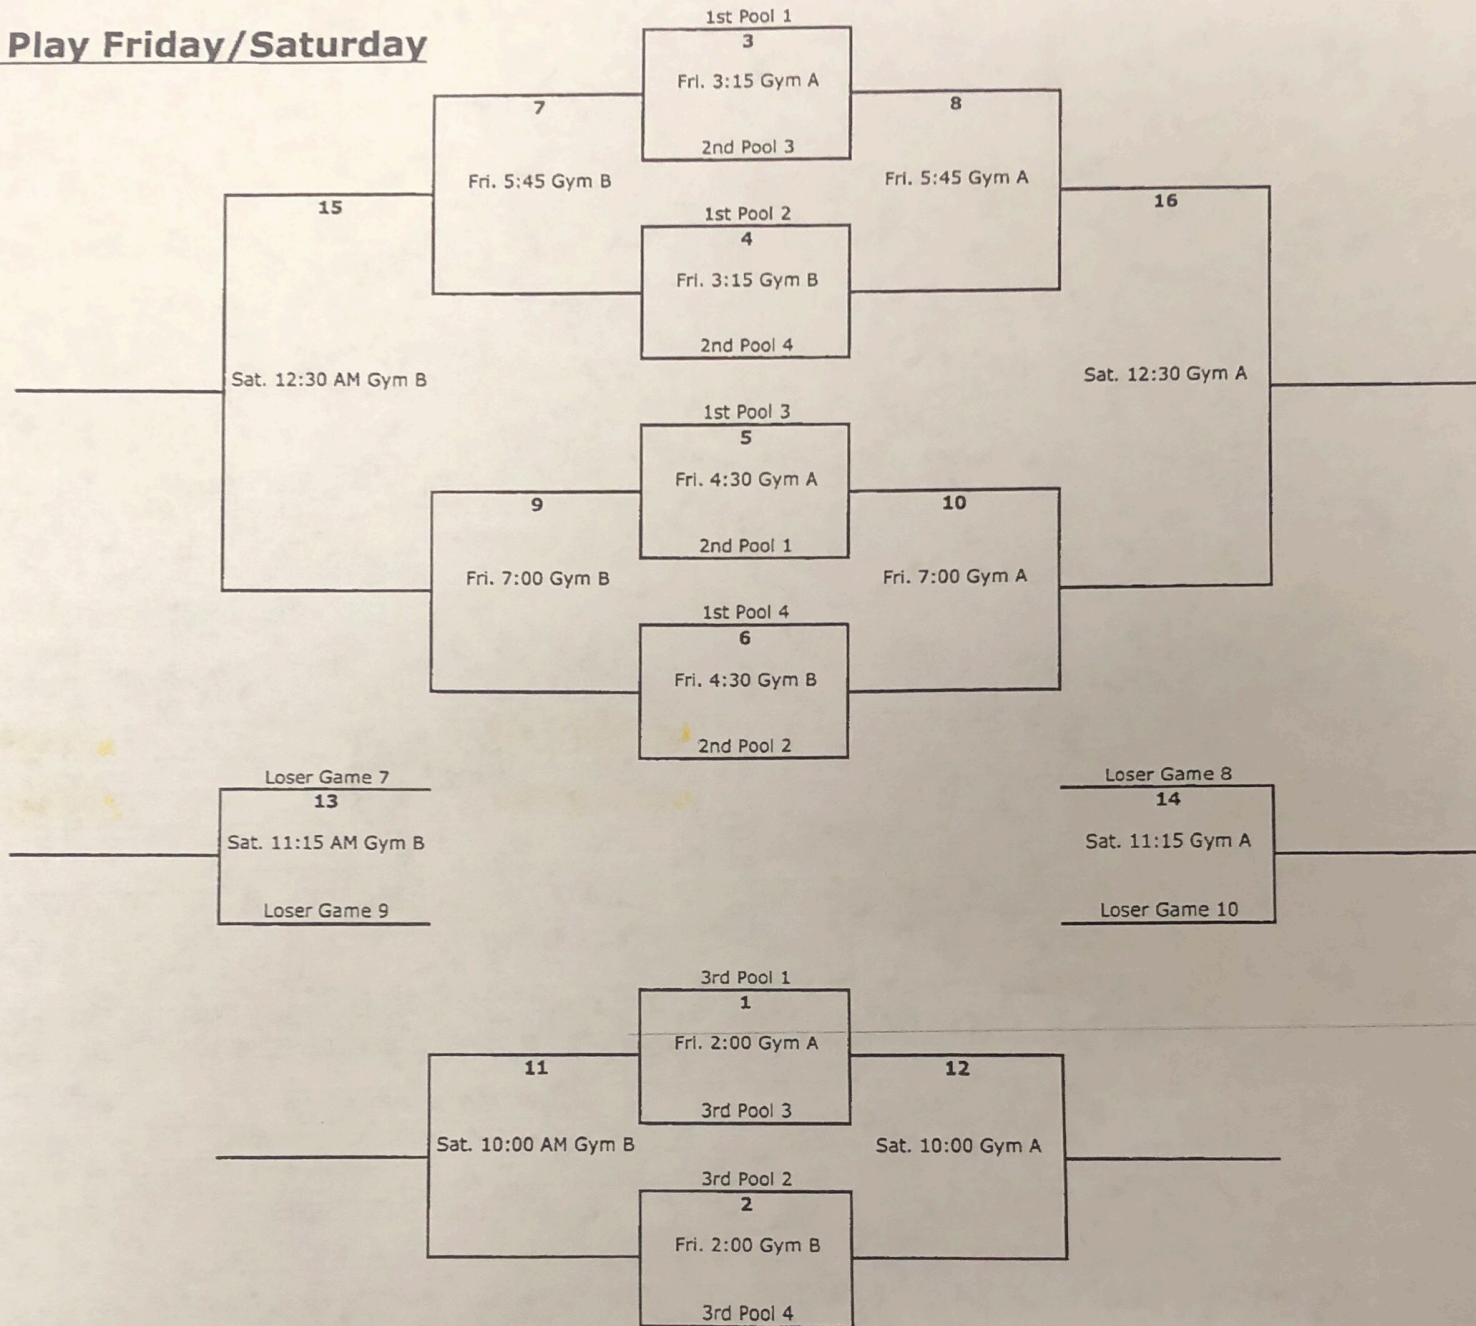 Play Friday/Saturday
1st Pool 1
3
Fri. 3:15 Gym A
2nd Pool 3
7
Fri. 5:45 Gym B
8
Fri. 5:45 Gym A
15
Sat. 12:30 AM Gym B
1st Pool 2
4
Fri. 3:15 Gym B
2nd Pool 4
16
Sat. 12:30 Gym A
1st Pool 3
5
Fri. 4:30 Gym A
2nd Pool 1
9
Fri. 7:00 Gym B
10
Fri. 7:00 Gym A
1st Pool 4
6
Fri. 4:30 Gym B
2nd Pool 2
Loser Game 7
13
Sat. 11:15 AM Gym B
Loser Game 9
Loser Game 8
14
Sat. 11:15 Gym A
Loser Game 10
3rd Pool 1
1
Fri. 2:00 Gym A
3rd Pool 3
11
Sat. 10:00 AM Gym B
12
Sat. 10:00 Gym A
3rd Pool 2
2
Fri. 2:00 Gym B
3rd Pool 4